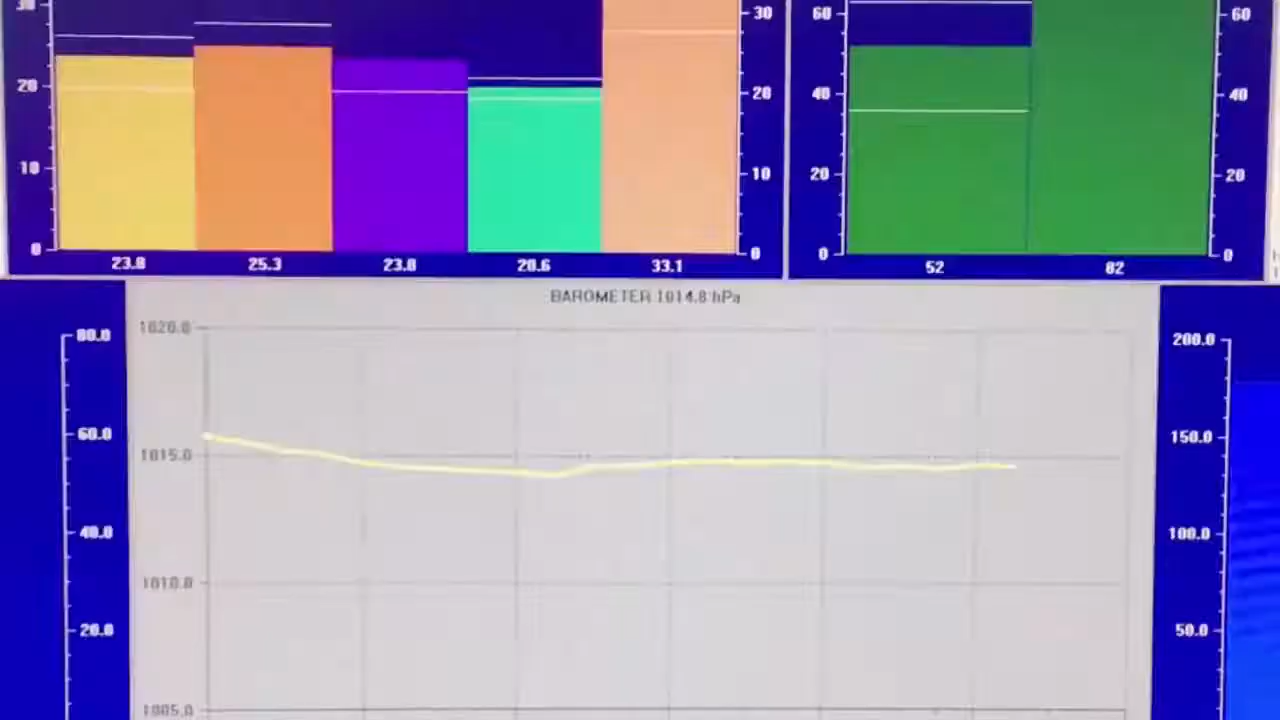 30 30 60 60
20 20 40 40
10 10 20 20
0 0 0 0
23.8 25.3 23.8 20.6 33.1 52 82
BAROMETER 1014.8 hPa
80.0 1020.0 200.0
60.0 1015.0 150.0
40.0 1010.0 100.0
20.0 1005.0 50.0